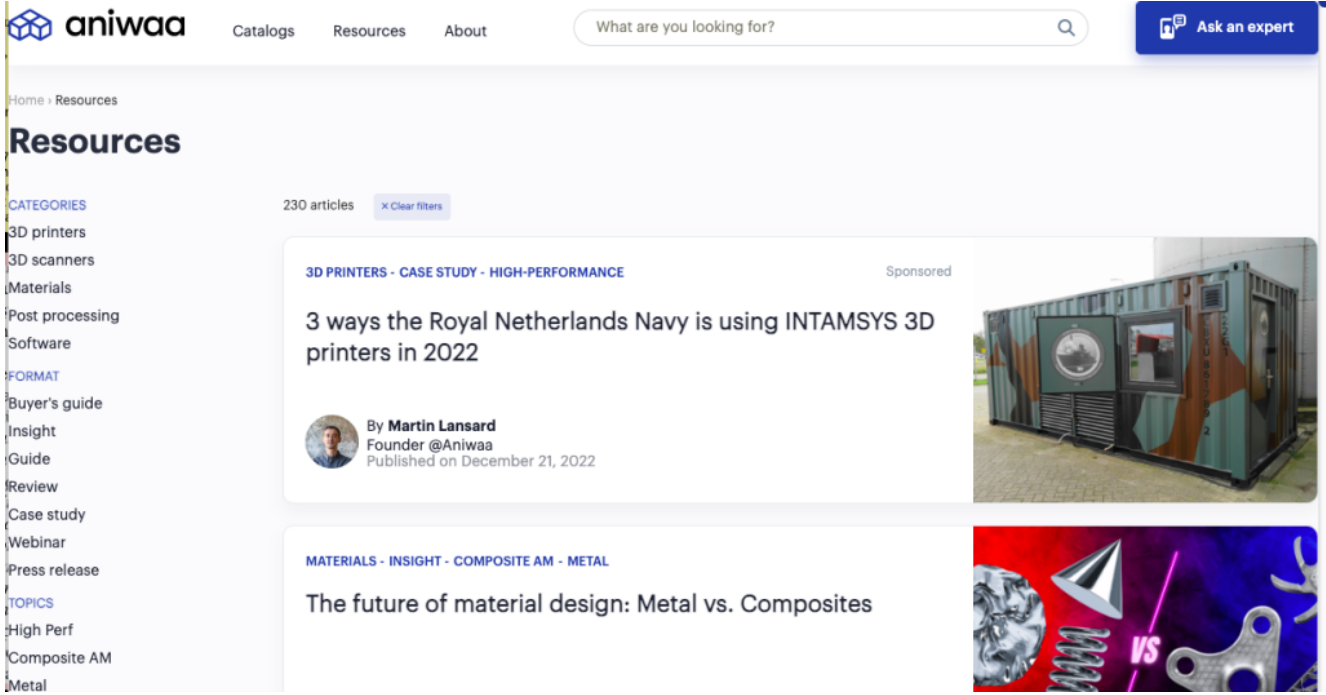 aniwaa
Catalogs
Resources
About
What are you looking for?
Ask an expert
Home › Resources
Resources
CATEGORIES
3D printers
3D scanners
Materials
Post processing
Software
FORMAT
Buyer's guide
Insight
Guide
Review
Case study
Webinar
Press release
TOPICS
High Perf
Composite AM
Metal
230 articles
× Clear filters
3D PRINTERS - CASE STUDY - HIGH-PERFORMANCE
Sponsored
3 ways the Royal Netherlands Navy is using INTAMSYS 3D
printers in 2022
By Martin Lansard
Founder @Aniwaa
Published on December 21, 2022
MATERIALS - INSIGHT - COMPOSITE AM - METAL
The future of material design: Metal vs. Composites
VS